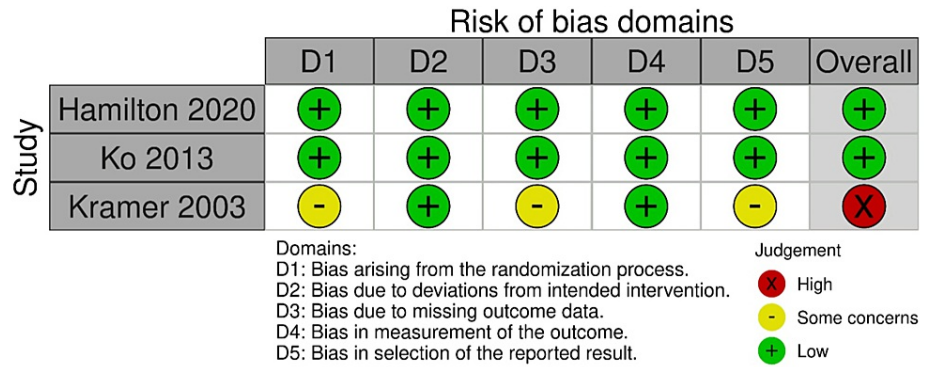 Risk of bias domains
D1 D2 D3 D4 D5 Overall
Study
Hamilton 2020 + + + + + +
Ko 2013 + + + + + +
Kramer 2003 - + - + - X
Domains:
D1: Bias arising from the randomization process.
D2: Bias due to deviations from intended intervention.
D3: Bias due to missing outcome data.
D4: Bias in measurement of the outcome.
D5: Bias in selection of the reported result.
Judgement
X High
- Some concerns
+ Low